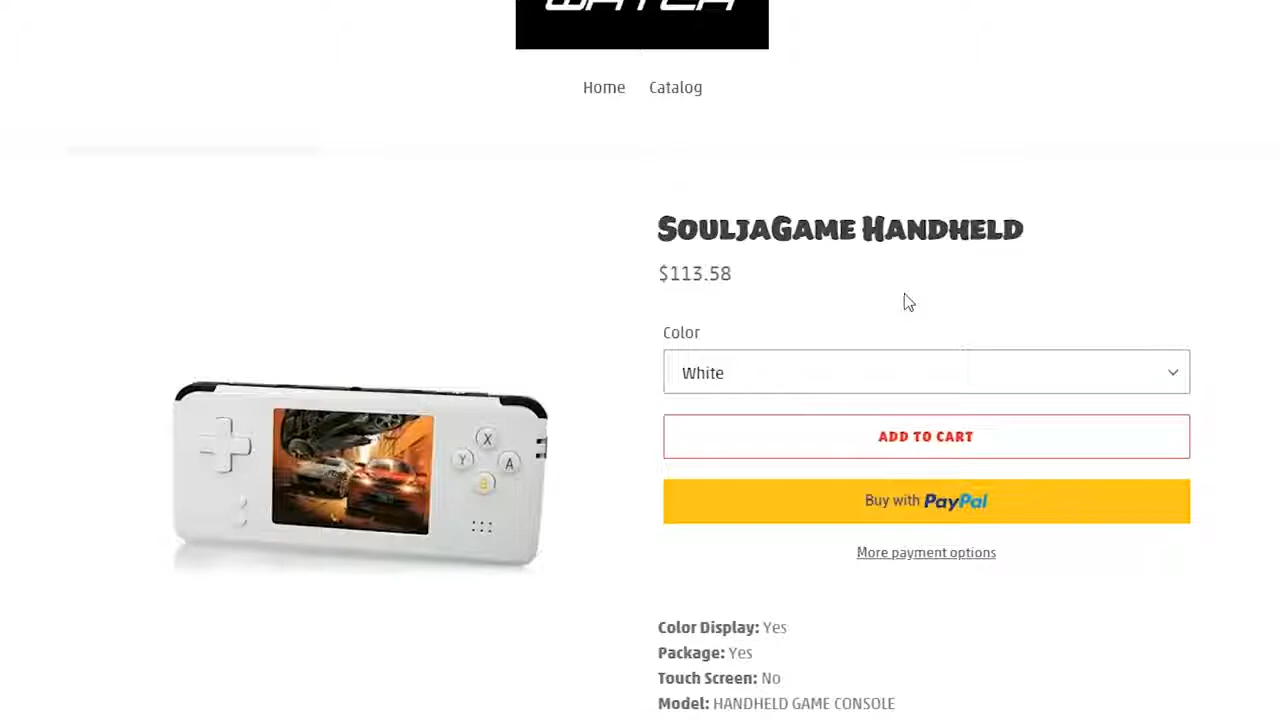 WATCH
Home Catalog
SouljaGame Handheld
$113.58
Color
White
ADD TO CART
X
Y A
B
Buy with PayPal
More payment options
Color Display: Yes
Package: Yes
Touch Screen: No
Model: HANDHELD GAME CONSOLE